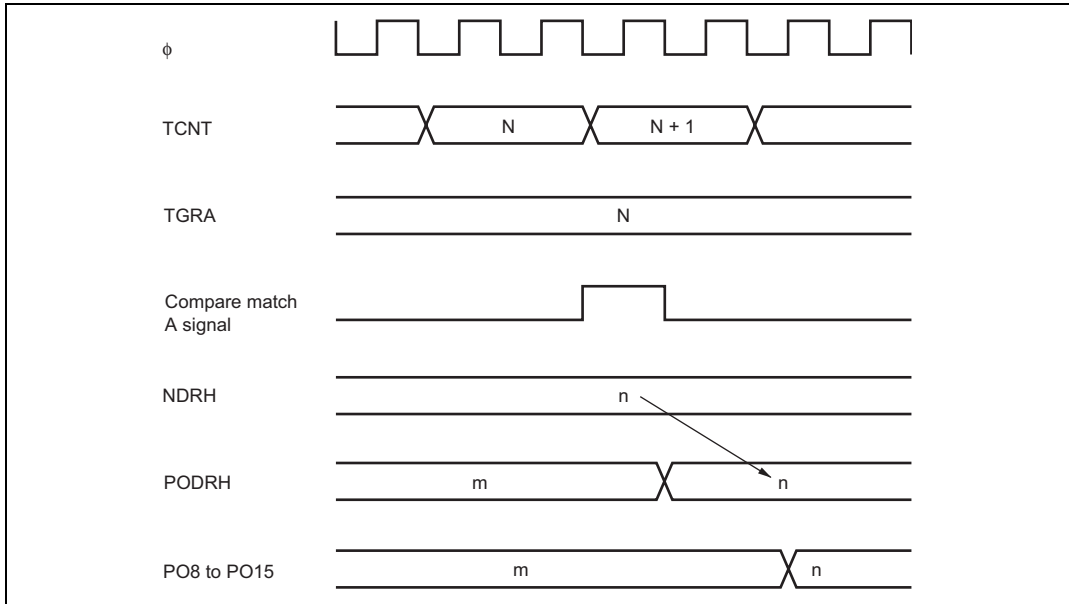 ϕ
TCNT N N + 1
TGRA N
Compare match
A signal
NDRH n
PODRH m n
PO8 to PO15 m n